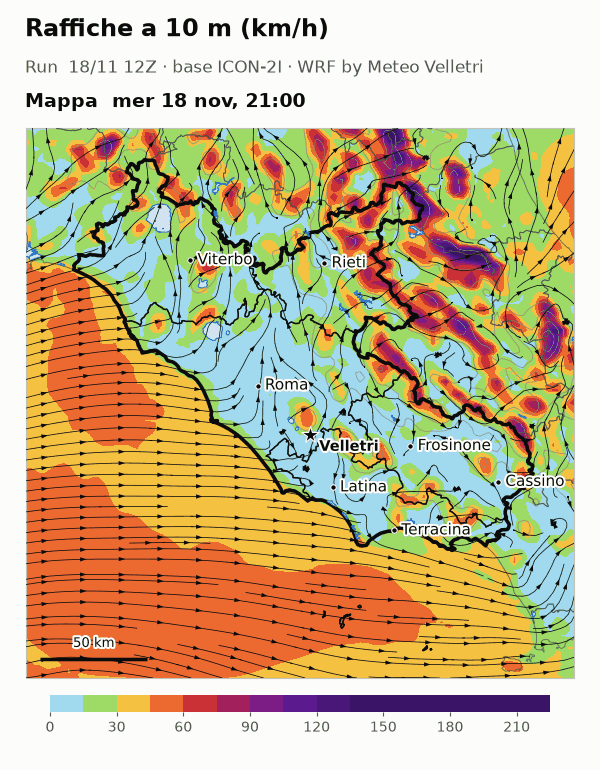 Raffiche a 10 m (km/h)
Run  18/11 12Z · base ICON-2I · WRF by Meteo Velletri
Mappa  mer 18 nov, 21:00
Viterbo
Rieti
Roma
Velletri
Frosinone
Latina
Cassino
Terracina
50 km
0 30 60 90 120 150 180 210